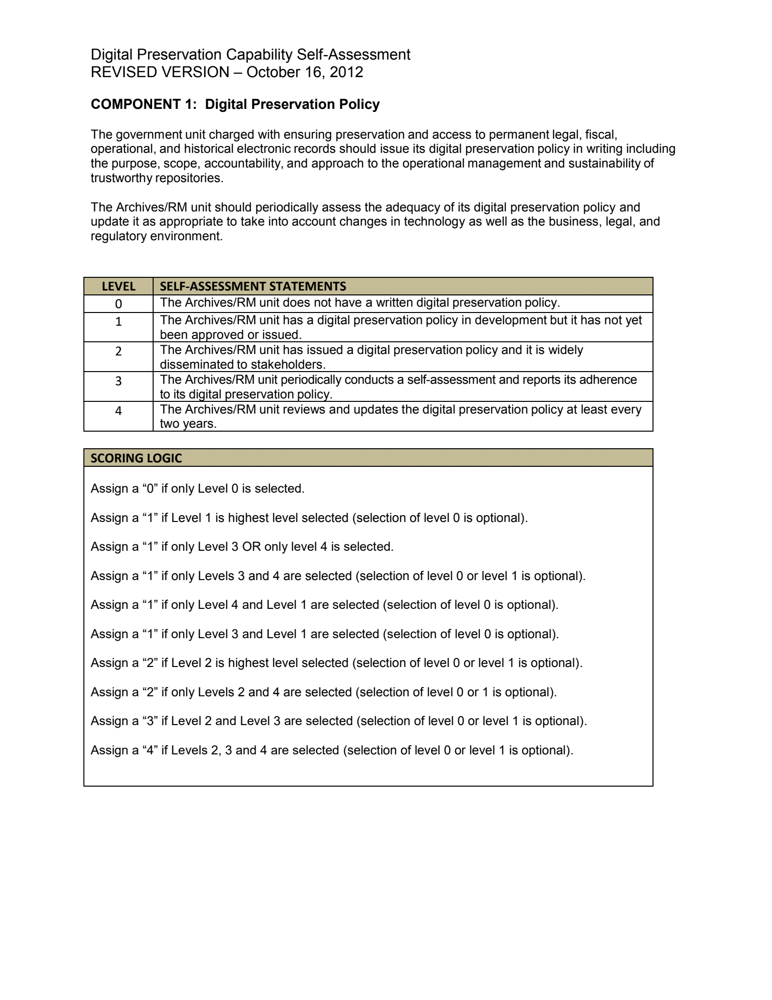 Digital Preservation Capability Self-Assessment
REVISED VERSION – October 16, 2012
COMPONENT 1:  Digital Preservation Policy
The government unit charged with ensuring preservation and access to permanent legal, fiscal,
operational, and historical electronic records should issue its digital preservation policy in writing including
the purpose, scope, accountability, and approach to the operational management and sustainability of
trustworthy repositories.
The Archives/RM unit should periodically assess the adequacy of its digital preservation policy and
update it as appropriate to take into account changes in technology as well as the business, legal, and
regulatory environment.
LEVEL SELF-ASSESSMENT STATEMENTS
0 The Archives/RM unit does not have a written digital preservation policy.
1 The Archives/RM unit has a digital preservation policy in development but it has not yet
been approved or issued.
2 The Archives/RM unit has issued a digital preservation policy and it is widely
disseminated to stakeholders.
3 The Archives/RM unit periodically conducts a self-assessment and reports its adherence
to its digital preservation policy.
4 The Archives/RM unit reviews and updates the digital preservation policy at least every
two years.
SCORING LOGIC
Assign a “0” if only Level 0 is selected.
Assign a “1” if Level 1 is highest level selected (selection of level 0 is optional).
Assign a “1” if only Level 3 OR only level 4 is selected.
Assign a “1” if only Levels 3 and 4 are selected (selection of level 0 or level 1 is optional).
Assign a “1” if only Level 4 and Level 1 are selected (selection of level 0 is optional).
Assign a “1” if only Level 3 and Level 1 are selected (selection of level 0 is optional).
Assign a “2” if Level 2 is highest level selected (selection of level 0 or level 1 is optional).
Assign a “2” if only Levels 2 and 4 are selected (selection of level 0 or 1 is optional).
Assign a “3” if Level 2 and Level 3 are selected (selection of level 0 or level 1 is optional).
Assign a “4” if Levels 2, 3 and 4 are selected (selection of level 0 or level 1 is optional).